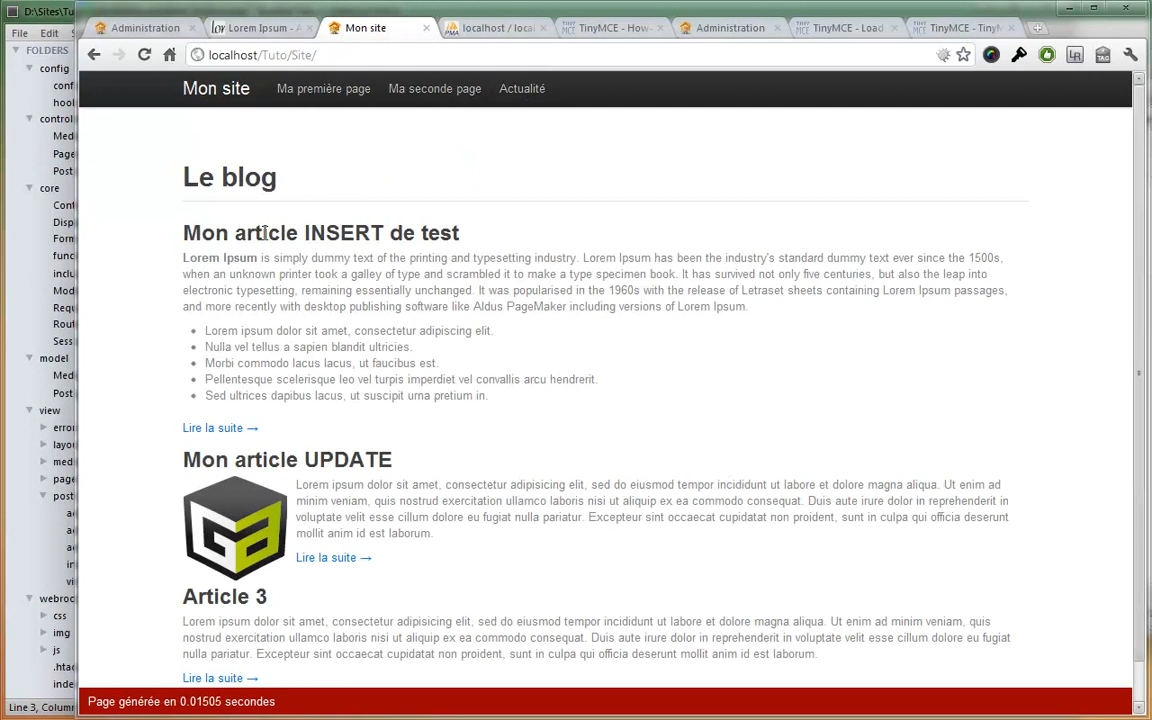 D:\Sites\Tu
File Edit
FOLDERS
config
conf
hool
control
Med
Page
Post
core
Cont
Disp
Form
func
inclu
Mod
Requ
Rout
Sess
model
Med
Post
view
erro
layo
med
page
posti
a
a
a
in
vi
webroo
css
img
js
.hta
inde
Line 3, Colum
Administration
Lorem Ipsum - A
Mon site
localhost / loca
TinyMCE - How-
Administration
TinyMCE - Load
TinyMCE - TinyM
localhost/Tuto/Site/
Mon site Ma première page Ma seconde page Actualité
Le blog
Mon article INSERT de test
Lorem Ipsum is simply dummy text of the printing and typesetting industry. Lorem Ipsum has been the industry's standard dummy text ever since the 1500s,
when an unknown printer took a galley of type and scrambled it to make a type specimen book. It has survived not only five centuries, but also the leap into
electronic typesetting, remaining essentially unchanged. It was popularised in the 1960s with the release of Letraset sheets containing Lorem Ipsum passages,
and more recently with desktop publishing software like Aldus PageMaker including versions of Lorem Ipsum.
• Lorem ipsum dolor sit amet, consectetur adipiscing elit.
• Nulla vel tellus a sapien blandit ultricies.
• Morbi commodo lacus lacus, ut faucibus est.
• Pellentesque scelerisque leo vel turpis imperdiet vel convallis arcu hendrerit.
• Sed ultrices dapibus lacus, ut suscipit urna pretium in.
Lire la suite →
Mon article UPDATE
Lorem ipsum dolor sit amet, consectetur adipisicing elit, sed do eiusmod tempor incididunt ut labore et dolore magna aliqua. Ut enim ad
minim veniam, quis nostrud exercitation ullamco laboris nisi ut aliquip ex ea commodo consequat. Duis aute irure dolor in reprehenderit in
voluptate velit esse cillum dolore eu fugiat nulla pariatur. Excepteur sint occaecat cupidatat non proident, sunt in culpa qui officia deserunt
mollit anim id est laborum.
Lire la suite →
Article 3
Lorem ipsum dolor sit amet, consectetur adipisicing elit, sed do eiusmod tempor incididunt ut labore et dolore magna aliqua. Ut enim ad minim veniam, quis
nostrud exercitation ullamco laboris nisi ut aliquip ex ea commodo consequat. Duis aute irure dolor in reprehenderit in voluptate velit esse cillum dolore eu fugiat
nulla pariatur. Excepteur sint occaecat cupidatat non proident, sunt in culpa qui officia deserunt mollit anim id est laborum.
Lire la suite →
Page générée en 0.01505 secondes